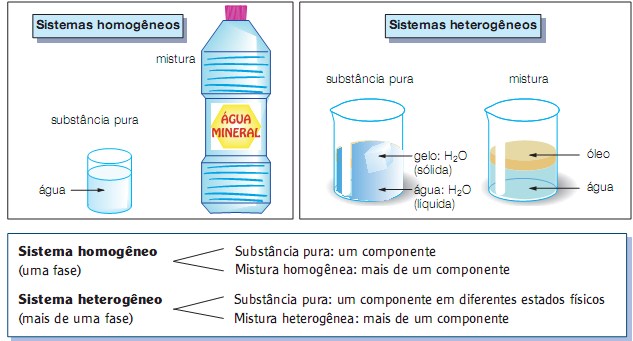 Sistemas homogêneos
mistura
substância pura
água
ÁGUA
MINERAL
Sistemas heterogêneos
substância pura
mistura
gelo: H₂O
(sólida)
água: H₂O
(líquida)
óleo
água
Sistema homogêneo
(uma fase)
Substância pura: um componente
Mistura homogênea: mais de um componente
Sistema heterogêneo
(mais de uma fase)
Substância pura: um componente em diferentes estados físicos
Mistura heterogênea: mais de um componente